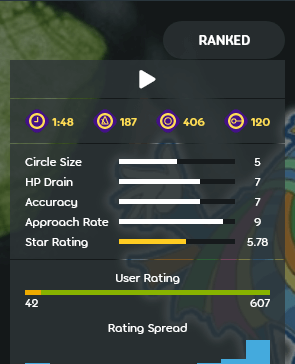 RANKED
1:48 187 406 120
Circle Size 5
HP Drain 7
Accuracy 7
Approach Rate 9
Star Rating 5.78
User Rating
42 607
Rating Spread